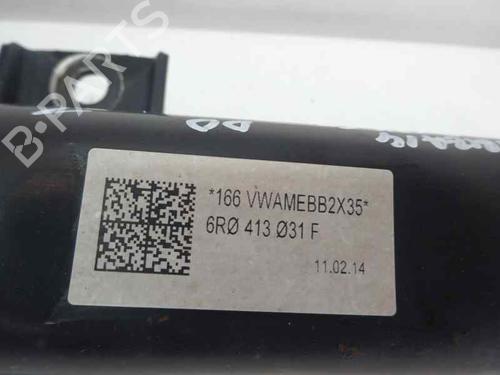 B-PARTS
*166 VWAMEBB2X35*
6RØ 413 Ø31 F
11.02.14